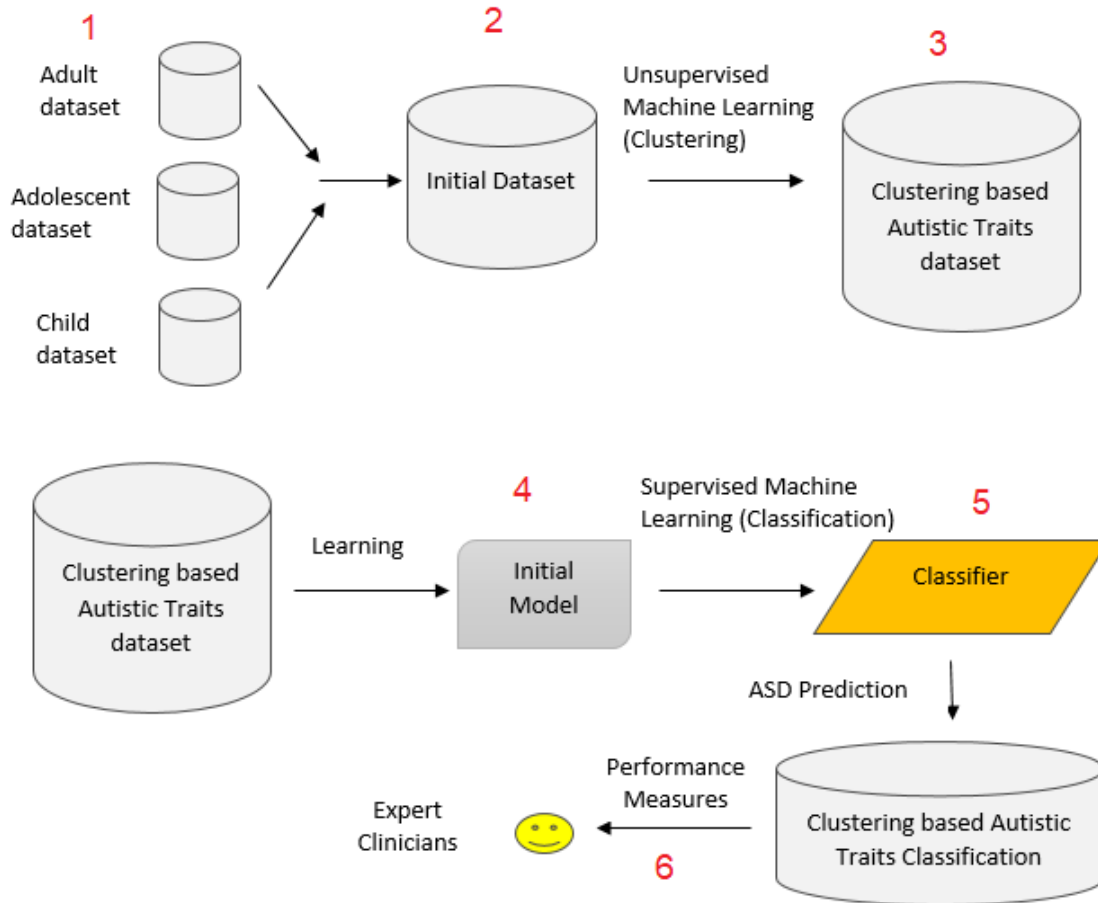 1
Adult
dataset
Adolescent
dataset
Child
dataset
2
Initial Dataset
Unsupervised
Machine Learning
(Clustering)
3
Clustering based
Autistic Traits
dataset
Clustering based
Autistic Traits
dataset
Learning
4
Initial
Model
Supervised Machine
Learning (Classification)
5
Classifier
ASD Prediction
Clustering based Autistic
Traits Classification
Performance
Measures
6
Expert
Clinicians